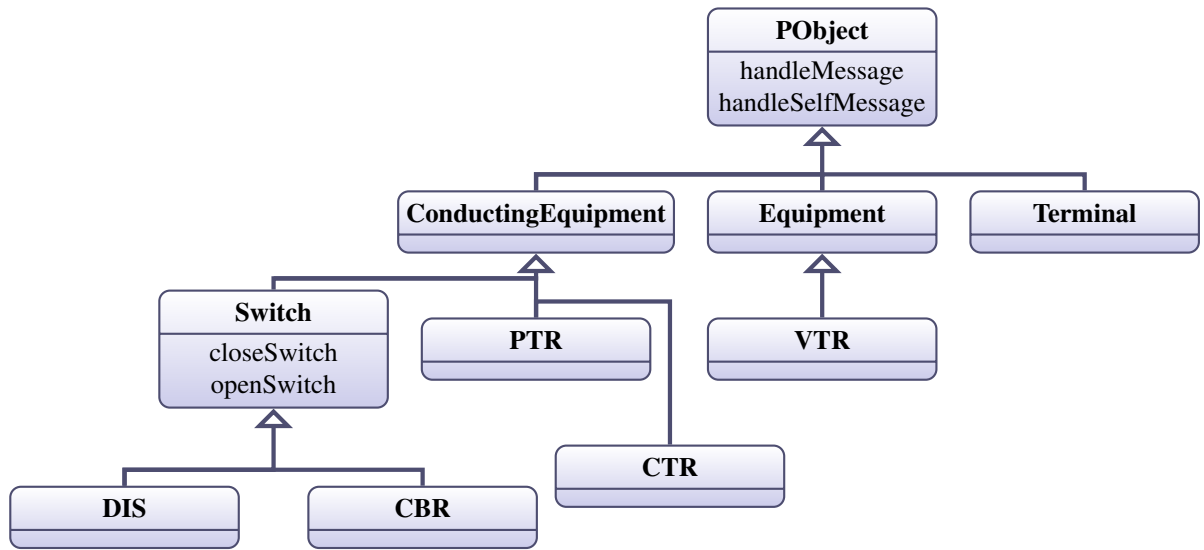 PObject
handleMessage
handleSelfMessage
ConductingEquipment
Equipment
Terminal
Switch
closeSwitch
openSwitch
PTR
VTR
CTR
DIS
CBR